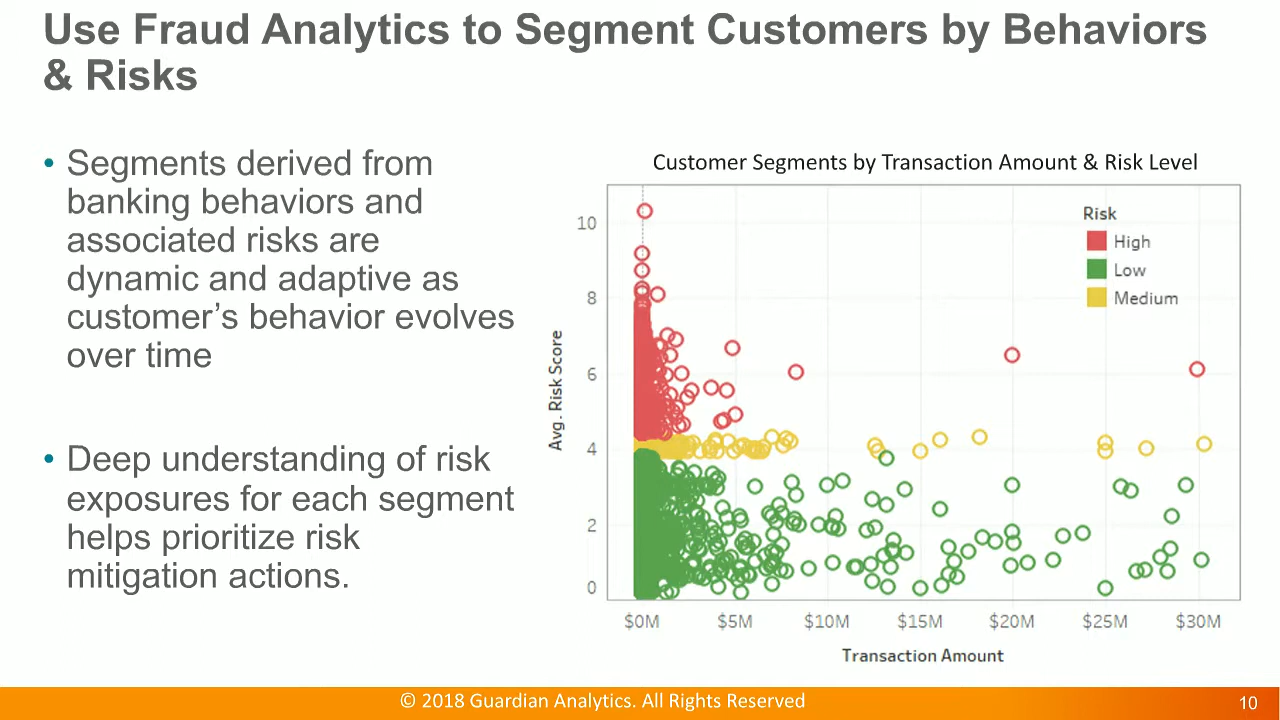 Use Fraud Analytics to Segment Customers by Behaviors
& Risks
• Segments derived from
banking behaviors and
associated risks are
dynamic and adaptive as
customer’s behavior evolves
over time
• Deep understanding of risk
exposures for each segment
helps prioritize risk
mitigation actions.
Customer Segments by Transaction Amount & Risk Level
Risk
High
Low
Medium
Avg. Risk Score
10
8
6
4
2
0
$0M $5M $10M $15M $20M $25M $30M
Transaction Amount
© 2018 Guardian Analytics. All Rights Reserved
10